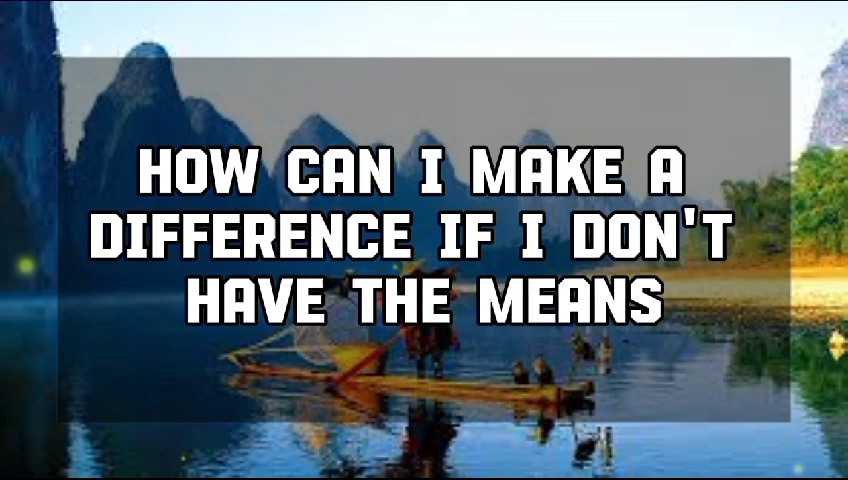 HOW CAN I MAKE A
DIFFERENCE IF I DON'T
HAVE THE MEANS